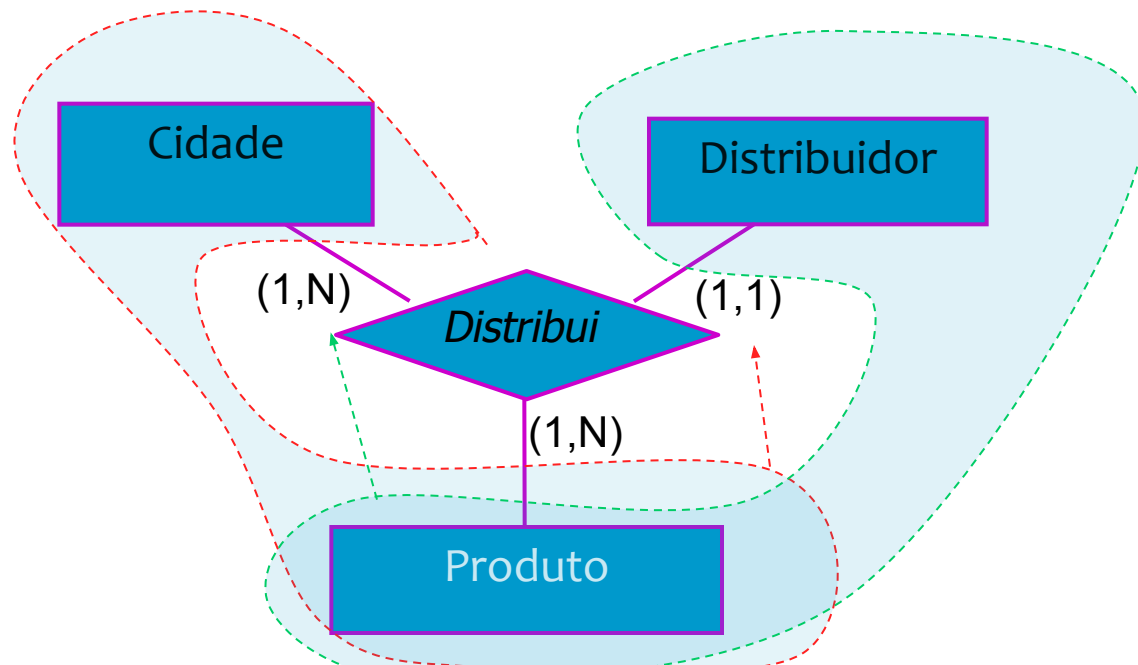 Cidade
Distribuidor
(1,N)
Distribui
(1,1)
(1,N)
Produto